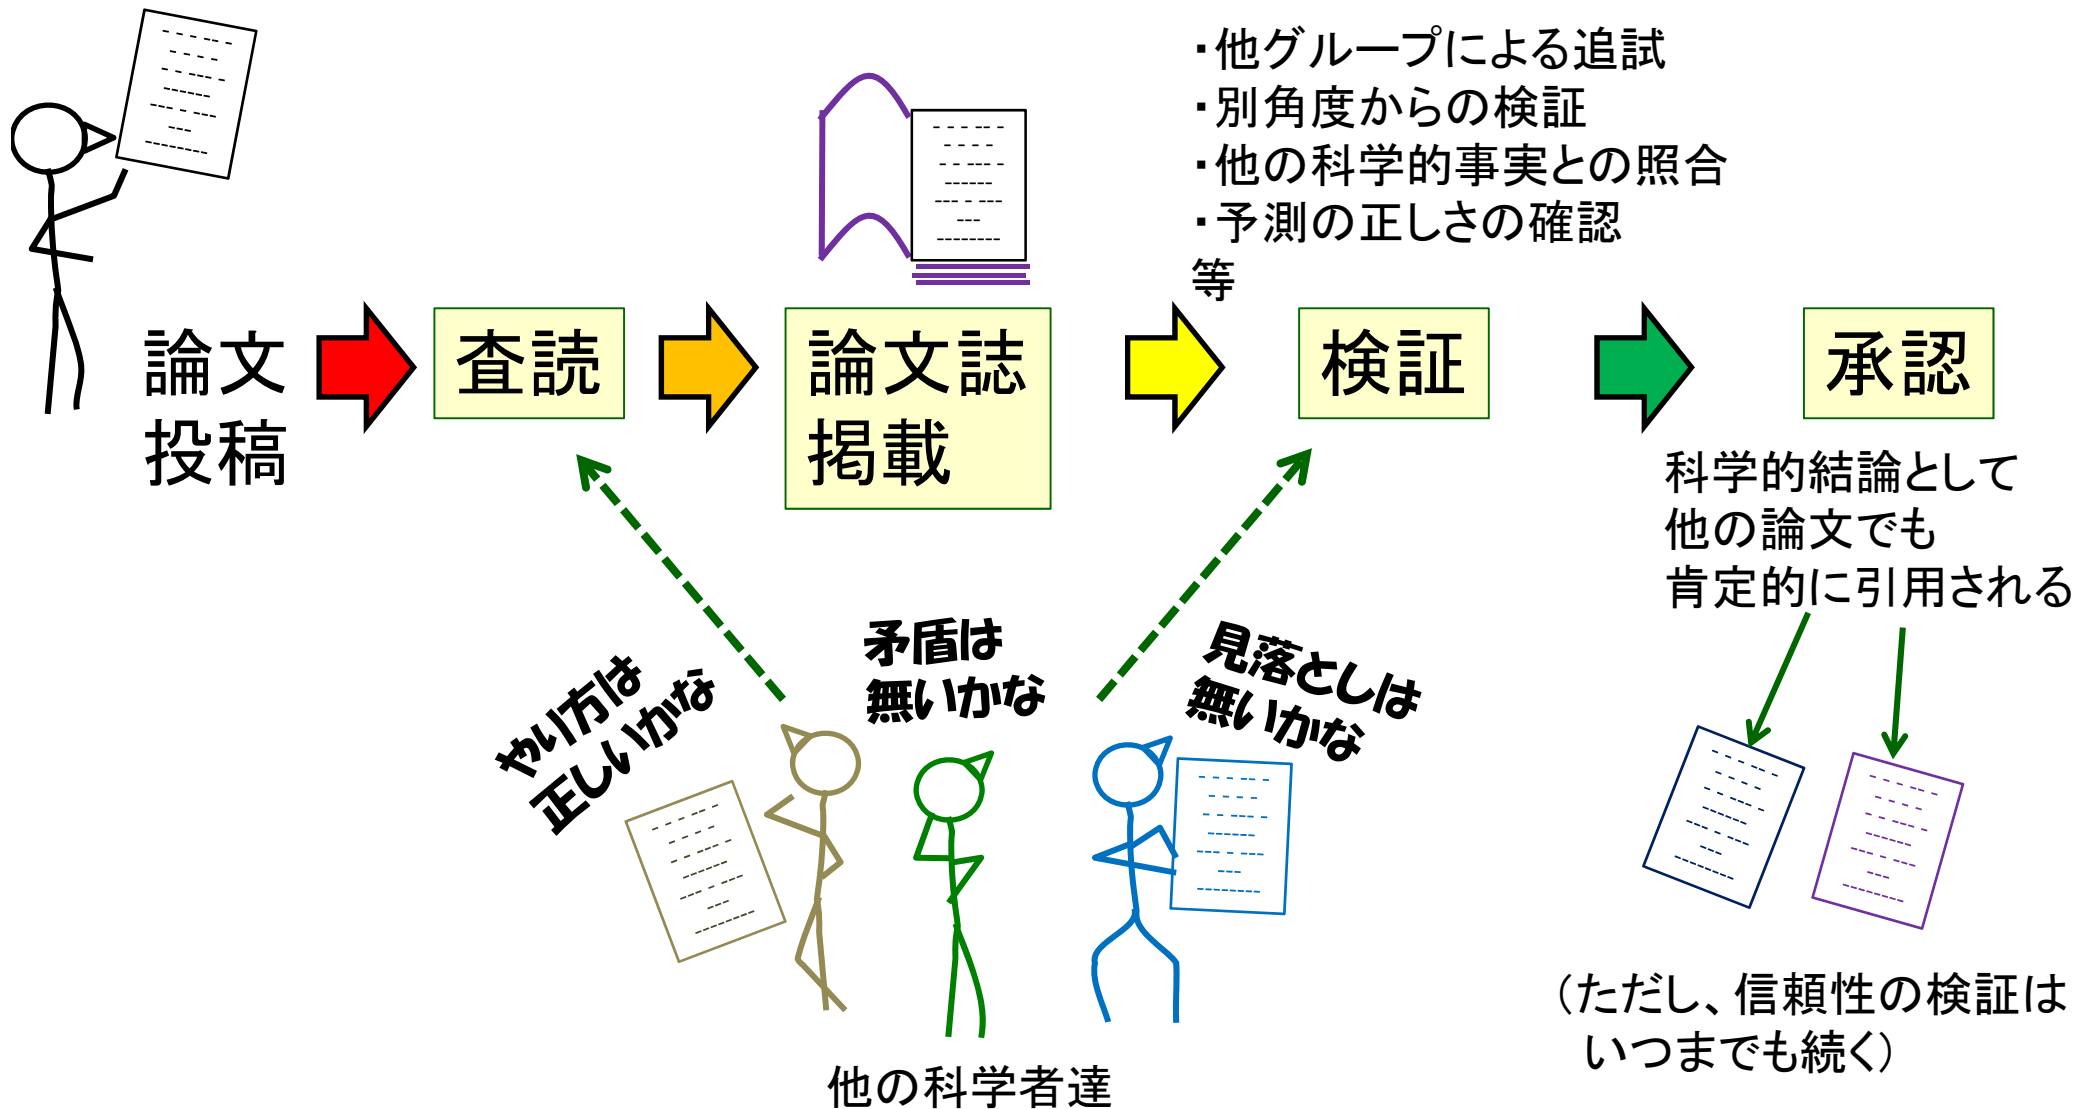 ・他グループによる追試
・別角度からの検証
・他の科学的事実との照合
・予測の正しさの確認
等
論文
投稿
査読
論文誌
掲載
検証
承認
科学的結論として
他の論文でも
肯定的に引用される
やり方は
正しいかな
矛盾は
無いかな
見落としは
無いかな
他の科学者達
（ただし、信頼性の検証は
いつまでも続く）